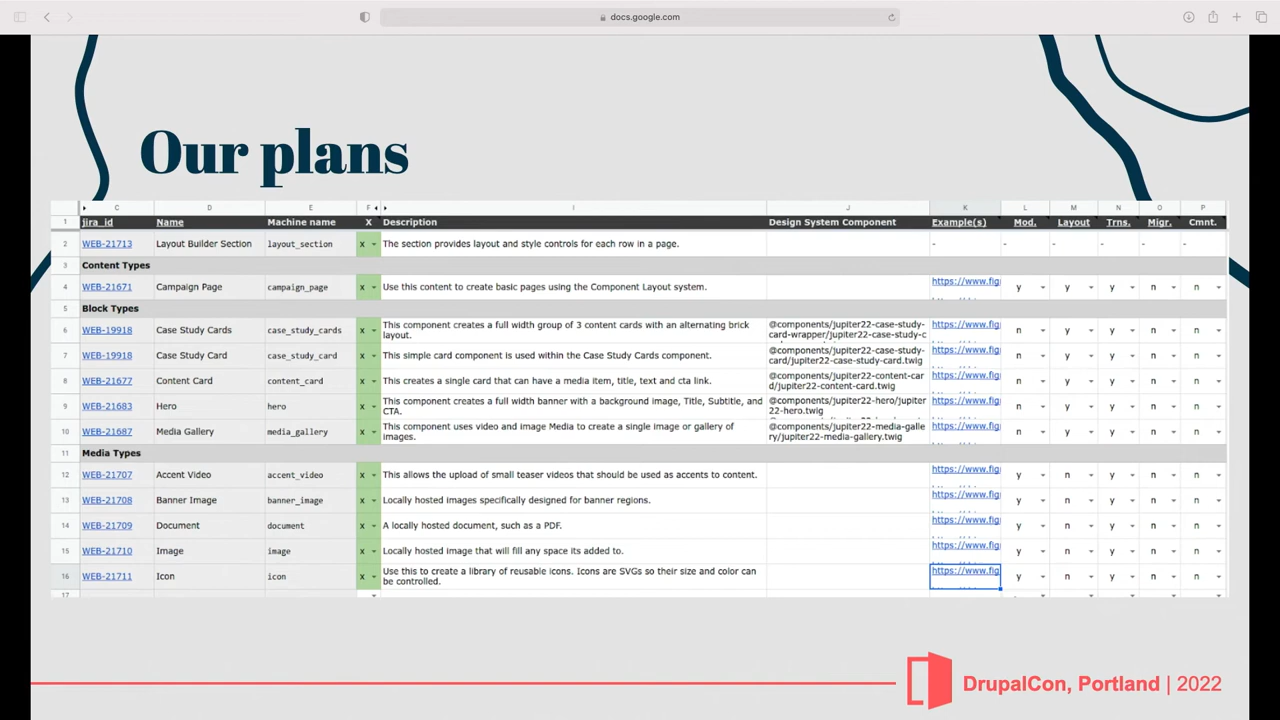 docs.google.com
Our plans
C D E F I J K L M N O P
1 jira_id Name Machine name X Description Design System Component Example(s) Mod. Layout Trns. Migr. Cmnt.
2 WEB-21713 Layout Builder Section layout_section x The section provides layout and style controls for each row in a page. - - - - - -
3 Content Types
4 WEB-21671 Campaign Page campaign_page x Use this content to create basic pages using the Component Layout system. https://www.fig y y y n n
5 Block Types
6 WEB-19918 Case Study Cards case_study_cards x This component creates a full width group of 3 content cards with an alternating brick @components/jupiter22-case-study- https://www.fig n y y n n
layout. card-wrapper/jupiter22-case-study-c
7 WEB-19918 Case Study Card case_study_card x This simple card component is used within the Case Study Cards component. @components/jupiter22-case-study- https://www.fig n y y n n
card/jupiter22-case-study-card.twig
8 WEB-21677 Content Card content_card x This creates a single card that can have a media item, title, text and cta link. @components/jupiter22-content-car https://www.fig n y y n n
d/jupiter22-content-card.twig
9 WEB-21683 Hero hero x This component creates a full width banner with a background image, Title, Subtitle, and @components/jupiter22-hero/jupiter https://www.fig n y y n n
CTA. 22-hero.twig
10 WEB-21687 Media Gallery media_gallery x This component uses video and image Media to create a single image or gallery of @components/jupiter22-media-galle https://www.fig n y y n n
images. ry/jupiter22-media-gallery.twig
11 Media Types
12 WEB-21707 Accent Video accent_video x This allows the upload of small teaser videos that should be used as accents to content. https://www.fig y n y n n
13 WEB-21708 Banner Image banner_image x Locally hosted images specifically designed for banner regions. https://www.fig y n y n n
14 WEB-21709 Document document x A locally hosted document, such as a PDF. https://www.fig y n y n n
15 WEB-21710 Image image x Locally hosted image that will fill any space its added to. https://www.fig y n y n n
16 WEB-21711 Icon icon x Use this to create a library of reusable icons. Icons are SVGs so their size and color can https://www.fig y n y n n
be controlled.
17
DrupalCon, Portland | 2022